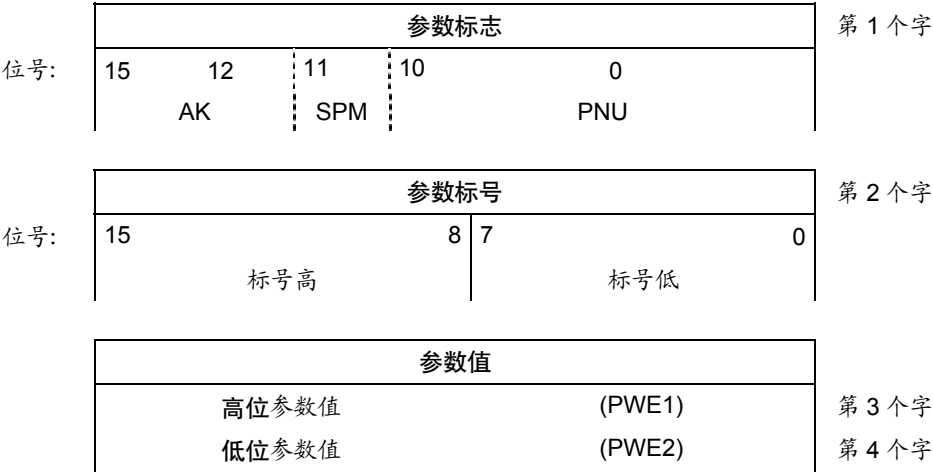 参数标志 第 1 个字
位号: 15 12 11 10 0
AK SPM PNU
参数标号 第 2 个字
位号: 15 8 7 0
标号高 标号低
参数值
高位参数值 (PWE1) 第 3 个字
低位参数值 (PWE2) 第 4 个字